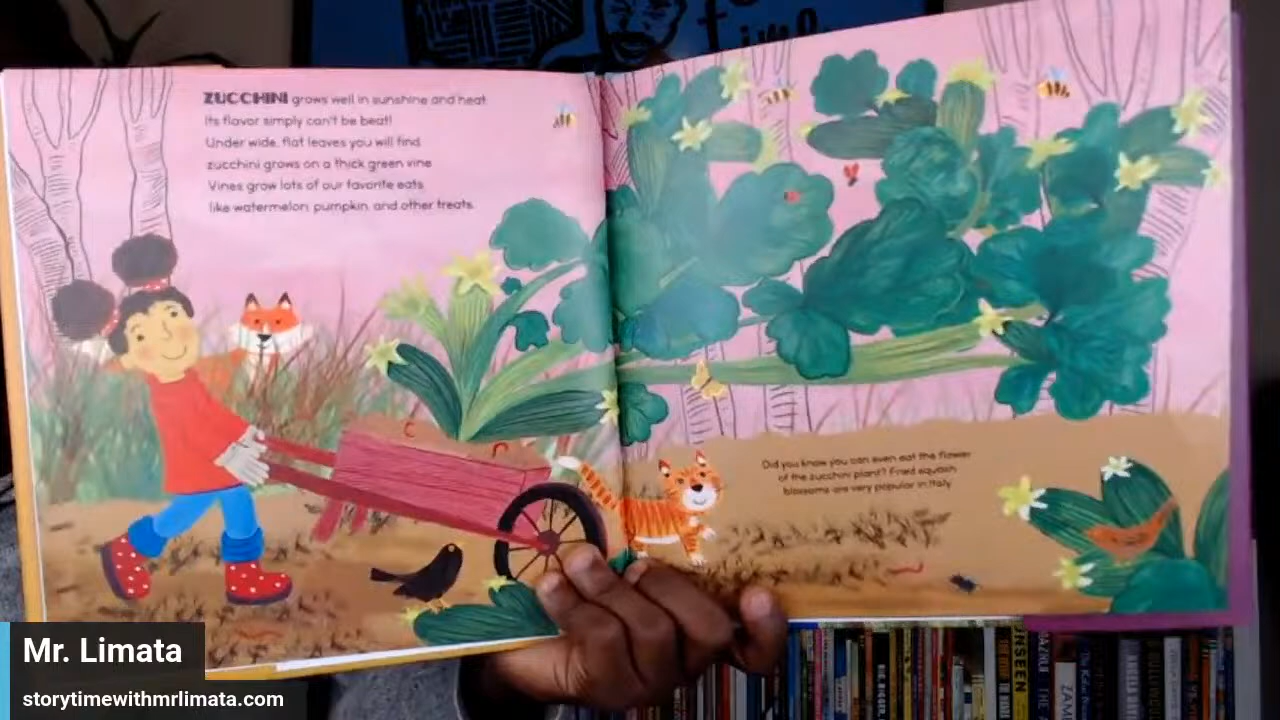 ZUCCHINI grows well in sunshine and heat.
Its flavor simply can't be beat!
Under wide, flat leaves you will find
zucchini grows on a thick green vine.
Vines grow lots of our favorite eats
like watermelon, pumpkin, and other treats.
Did you know you can even eat the flower
of the zucchini plant? Fried squash
blossoms are very popular in Italy.
Mr. Limata
storytimewithmrlimata.com